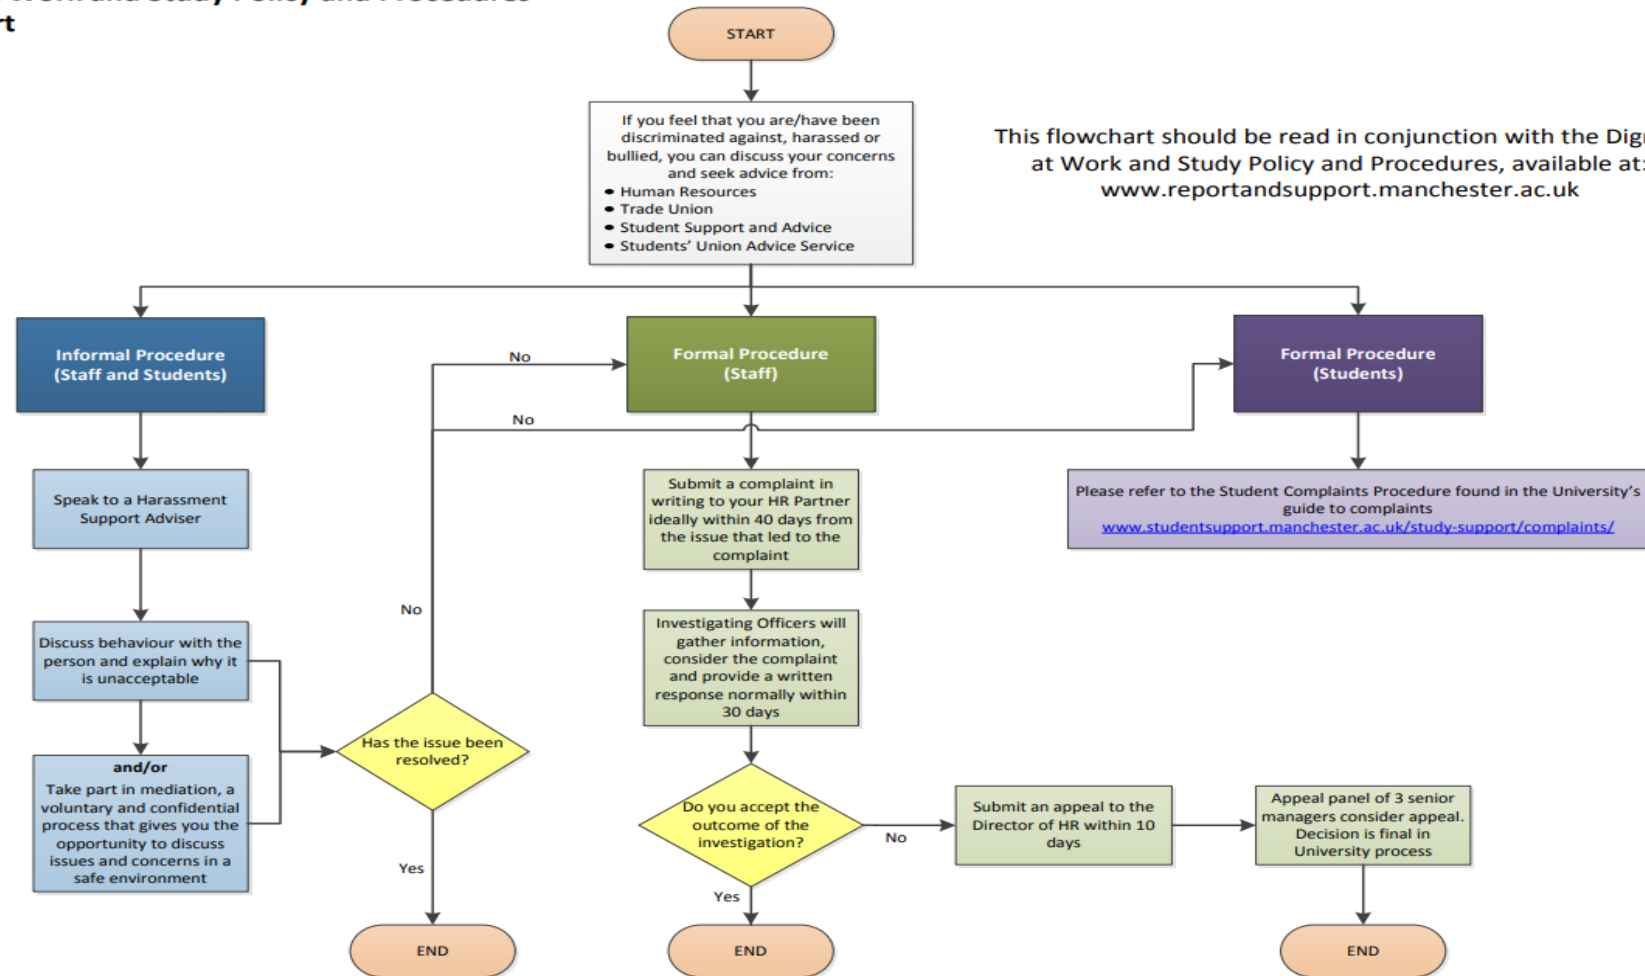 Work and Study Policy and Procedures
rt
START
If you feel that you are/have been
discriminated against, harassed or
bullied, you can discuss your concerns
and seek advice from:
• Human Resources
• Trade Union
• Student Support and Advice
• Students’ Union Advice Service
This flowchart should be read in conjunction with the Dign
at Work and Study Policy and Procedures, available at:
www.reportandsupport.manchester.ac.uk
Informal Procedure
(Staff and Students)
No
Formal Procedure
(Staff)
Formal Procedure
(Students)
No
Speak to a Harassment
Support Adviser
Submit a complaint in
writing to your HR Partner
ideally within 40 days from
the issue that led to the
complaint
Please refer to the Student Complaints Procedure found in the University’s
guide to complaints
www.studentsupport.manchester.ac.uk/study-support/complaints/
No
Discuss behaviour with the
person and explain why it
is unacceptable
Investigating Officers will
gather information,
consider the complaint
and provide a written
response normally within
30 days
Has the issue been
resolved?
and/or
Take part in mediation, a
voluntary and confidential
process that gives you the
opportunity to discuss
issues and concerns in a
safe environment
Do you accept the
outcome of the
investigation?
No
Submit an appeal to the
Director of HR within 10
days
Appeal panel of 3 senior
managers consider appeal.
Decision is final in
University process
Yes
Yes
END
END
END